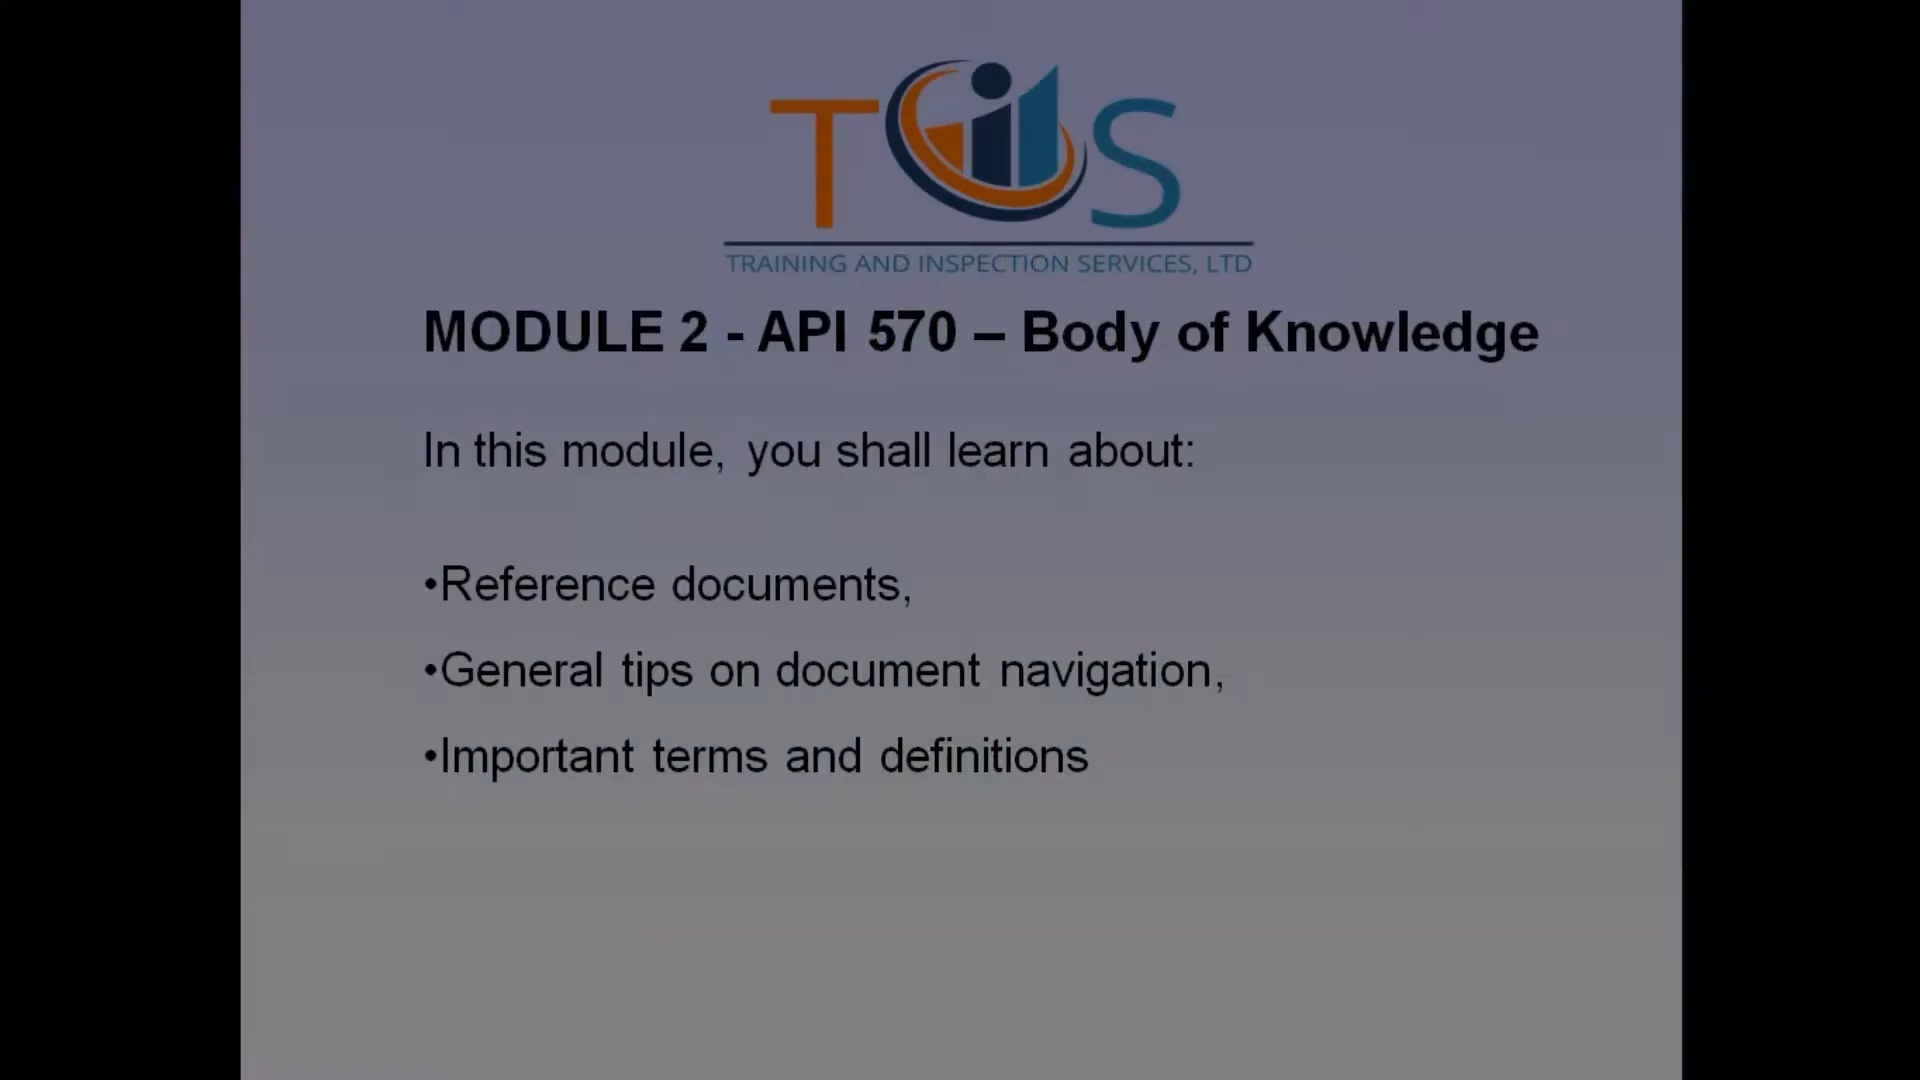 TiS
TRAINING AND INSPECTION SERVICES, LTD
MODULE 2 - API 570 – Body of Knowledge
In this module, you shall learn about:
•Reference documents,
•General tips on document navigation,
•Important terms and definitions